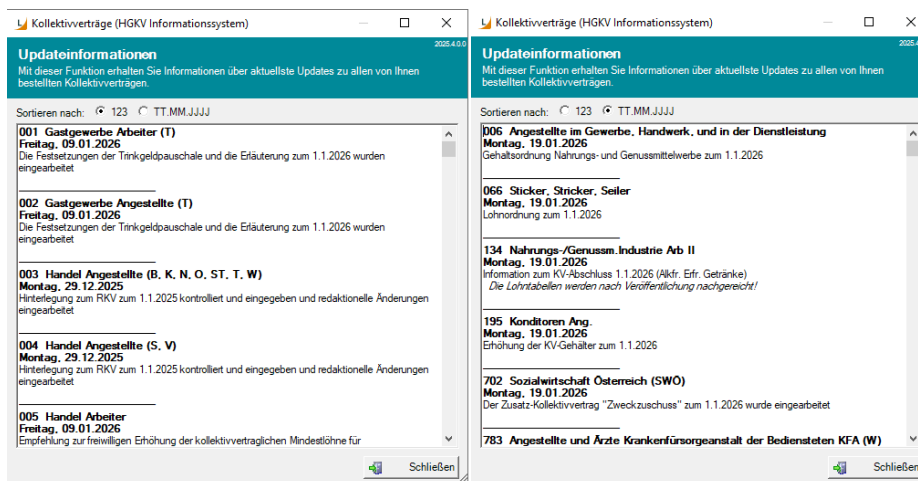 Kollektivverträge (HGKV Informationssystem)
2025.4.0.0
Updateinformationen
Mit dieser Funktion erhalten Sie Informationen über aktuellste Updates zu allen von Ihnen
bestellten Kollektivverträgen.
Sortieren nach: 123 TT.MM.JJJJ
001 Gastgewerbe Arbeiter (T)
Freitag, 09.01.2026
Die Festsetzungen der Trinkgeldpauschale und die Erläuterung zum 1.1.2026 wurden
eingearbeitet
002 Gastgewerbe Angestellte (T)
Freitag, 09.01.2026
Die Festsetzungen der Trinkgeldpauschale und die Erläuterung zum 1.1.2026 wurden
eingearbeitet
003 Handel Angestellte (B, K, N, O, ST, T, W)
Montag, 29.12.2025
Hinterlegung zum RKV zum 1.1.2025 kontrolliert und eingegeben und redaktionelle Änderungen
eingearbeitet
004 Handel Angestellte (S, V)
Montag, 29.12.2025
Hinterlegung zum RKV zum 1.1.2025 kontrolliert und eingegeben und redaktionelle Änderungen
eingearbeitet
005 Handel Arbeiter
Freitag, 09.01.2026
Empfehlung zur freiwilligen Erhöhung der kollektivvertraglichen Mindestlöhne für
Schließen
Kollektivverträge (HGKV Informationssystem)
2025.4
Updateinformationen
Mit dieser Funktion erhalten Sie Informationen über aktuellste Updates zu allen von Ihnen
bestellten Kollektivverträgen.
Sortieren nach: 123 TT.MM.JJJJ
006 Angestellte im Gewerbe, Handwerk, und in der Dienstleistung
Montag, 19.01.2026
Gehaltsordnung Nahrungs- und Genussmittelwerbe zum 1.1.2026
066 Sticker, Stricker, Seiler
Montag, 19.01.2026
Lohnordnung zum 1.1.2026
134 Nahrungs-/Genussm.Industrie Arb II
Montag, 19.01.2026
Information zum KV-Abschluss 1.1.2026 (Alkfr. Erfr. Getränke)
Die Lohntabellen werden nach Veröffentlichung nachgereicht!
195 Konditoren Ang.
Montag, 19.01.2026
Erhöhung der KV-Gehälter zum 1.1.2026
702 Sozialwirtschaft Österreich (SWÖ)
Montag, 19.01.2026
Der Zusatz-Kollektivvertrag "Zweckzuschuss" zum 1.1.2026 wurde eingearbeitet
783 Angestellte und Ärzte Krankenfürsorgeanstalt der Bediensteten KFA (W)
Schließen